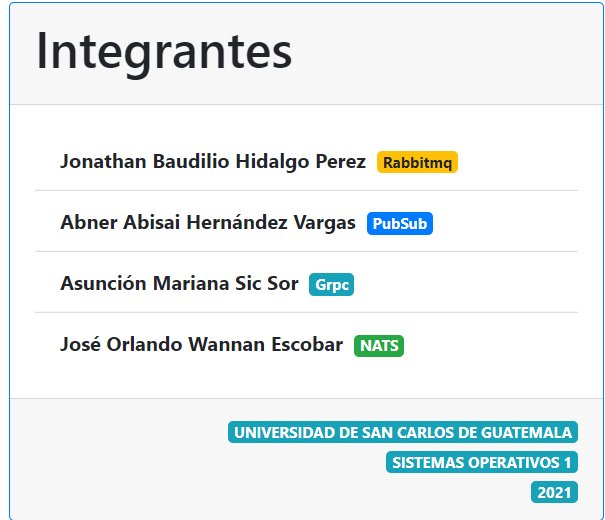 Integrantes
Jonathan Baudilio Hidalgo Perez Rabbitmq
Abner Abisai Hernández Vargas PubSub
Asunción Mariana Sic Sor Grpc
José Orlando Wannan Escobar NATS
UNIVERSIDAD DE SAN CARLOS DE GUATEMALA
SISTEMAS OPERATIVOS 1
2021